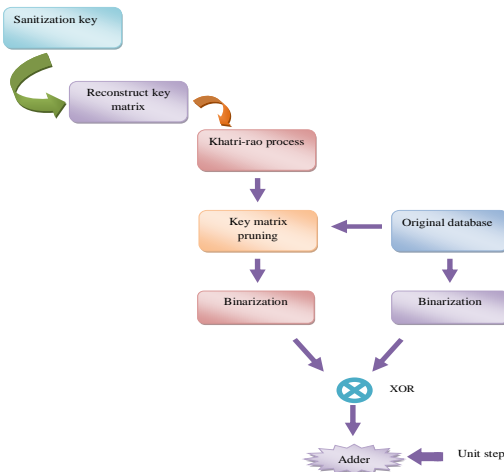 Sanitization key
Reconstruct key
matrix
Khatri-rao process
Key matrix
pruning
Original database
Binarization
Binarization
XOR
Adder
Unit step